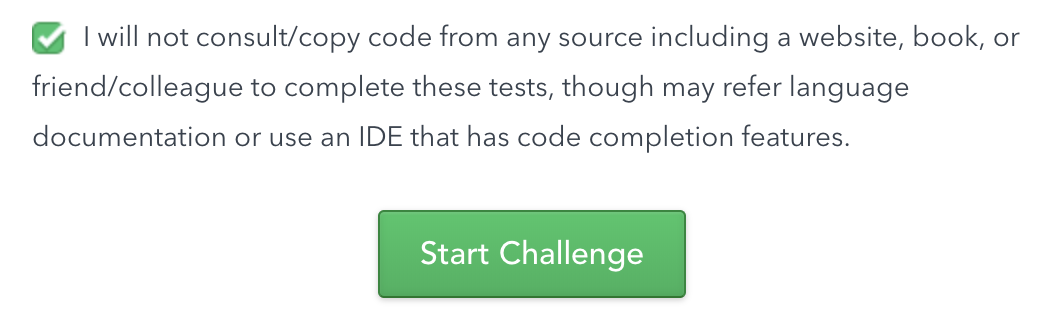 I will not consult/copy code from any source including a website, book, or
friend/colleague to complete these tests, though may refer language
documentation or use an IDE that has code completion features.
Start Challenge